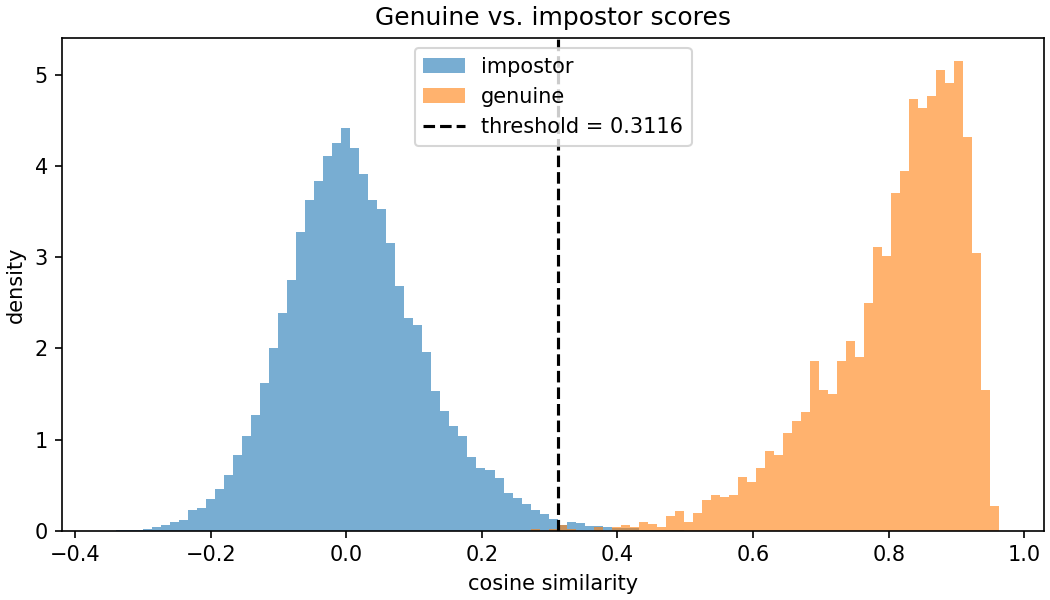 Genuine vs. impostor scores
impostor
genuine
threshold = 0.3116
5
4
3
2
1
0
density
−0.4 −0.2 0.0 0.2 0.4 0.6 0.8 1.0
cosine similarity